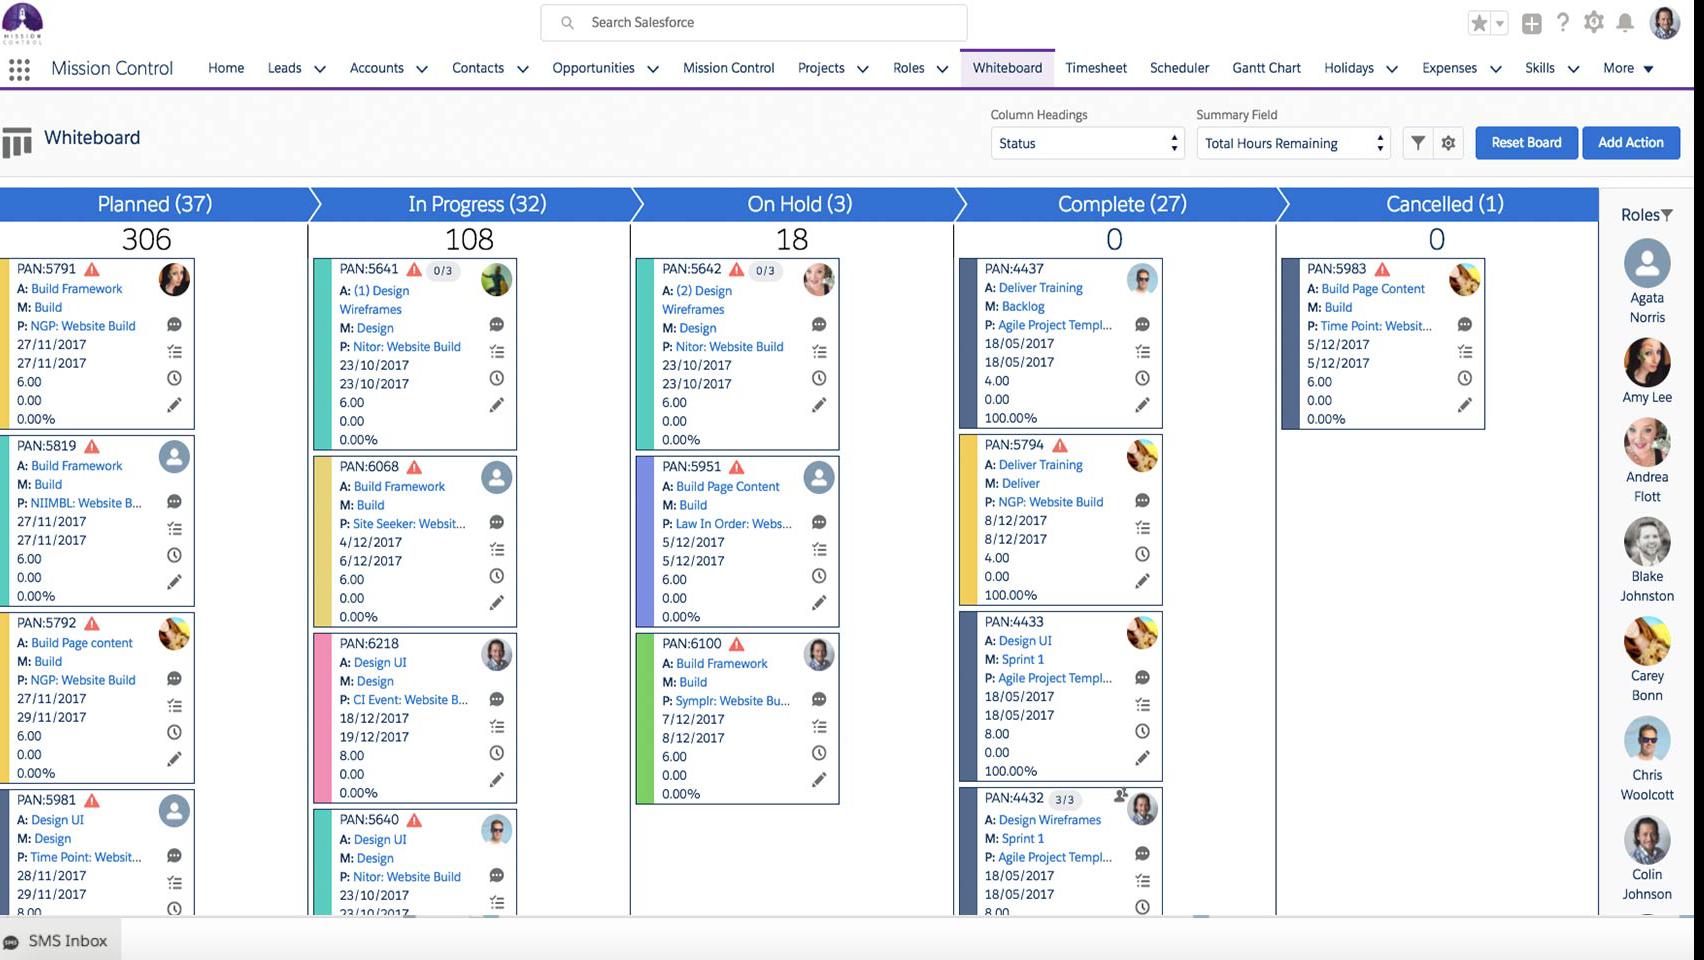 MISSION
CONTROL
Search Salesforce
Mission Control
Home
Leads
Accounts
Contacts
Opportunities
Mission Control
Projects
Roles
Whiteboard
Timesheet
Scheduler
Gantt Chart
Holidays
Expenses
Skills
More
Whiteboard
Column Headings
Status
Summary Field
Total Hours Remaining
Reset Board
Add Action
Planned (37)
306
PAN:5791
A: Build Framework
M: Build
P: NGP: Website Build
27/11/2017
27/11/2017
6.00
0.00
0.00%
PAN:5819
A: Build Framework
M: Build
P: NIIMBL: Website B...
27/11/2017
27/11/2017
6.00
0.00
0.00%
PAN:5792
A: Build Page content
M: Build
P: NGP: Website Build
27/11/2017
29/11/2017
6.00
0.00
0.00%
PAN:5981
A: Design UI
M: Design
P: Time Point: Websit...
28/11/2017
29/11/2017
8.00
In Progress (32)
108
PAN:5641 0/3
A: (1) Design
Wireframes
M: Design
P: Nitor: Website Build
23/10/2017
23/10/2017
6.00
0.00
0.00%
PAN:6068
A: Build Framework
M: Build
P: Site Seeker: Websit...
4/12/2017
6/12/2017
6.00
0.00
0.00%
PAN:6218
A: Design UI
M: Design
P: CI Event: Website B...
18/12/2017
19/12/2017
8.00
0.00
0.00%
PAN:5640
A: Design UI
M: Design
P: Nitor: Website Build
23/10/2017
23/10/2017
On Hold (3)
18
PAN:5642 0/3
A: (2) Design
Wireframes
M: Design
P: Nitor: Website Build
23/10/2017
23/10/2017
6.00
0.00
0.00%
PAN:5951
A: Build Page Content
M: Build
P: Law In Order: Webs...
5/12/2017
5/12/2017
6.00
0.00
0.00%
PAN:6100
A: Build Framework
M: Build
P: Symplr: Website Bu...
7/12/2017
8/12/2017
6.00
0.00
0.00%
Complete (27)
0
PAN:4437
A: Deliver Training
M: Backlog
P: Agile Project Templ...
18/05/2017
18/05/2017
4.00
0.00
100.00%
PAN:5794
A: Deliver Training
M: Deliver
P: NGP: Website Build
8/12/2017
8/12/2017
4.00
0.00
100.00%
PAN:4433
A: Design UI
M: Sprint 1
P: Agile Project Templ...
18/05/2017
18/05/2017
8.00
0.00
100.00%
PAN:4432 3/3
A: Design Wireframes
M: Sprint 1
P: Agile Project Templ...
18/05/2017
18/05/2017
8.00
Cancelled (1)
0
PAN:5983
A: Build Page Content
M: Build
P: Time Point: Websit...
5/12/2017
5/12/2017
6.00
0.00
0.00%
Roles
Agata
Norris
Amy Lee
Andrea
Flott
Blake
Johnston
Carey
Bonn
Chris
Woolcott
Colin
Johnson
SMS Inbox